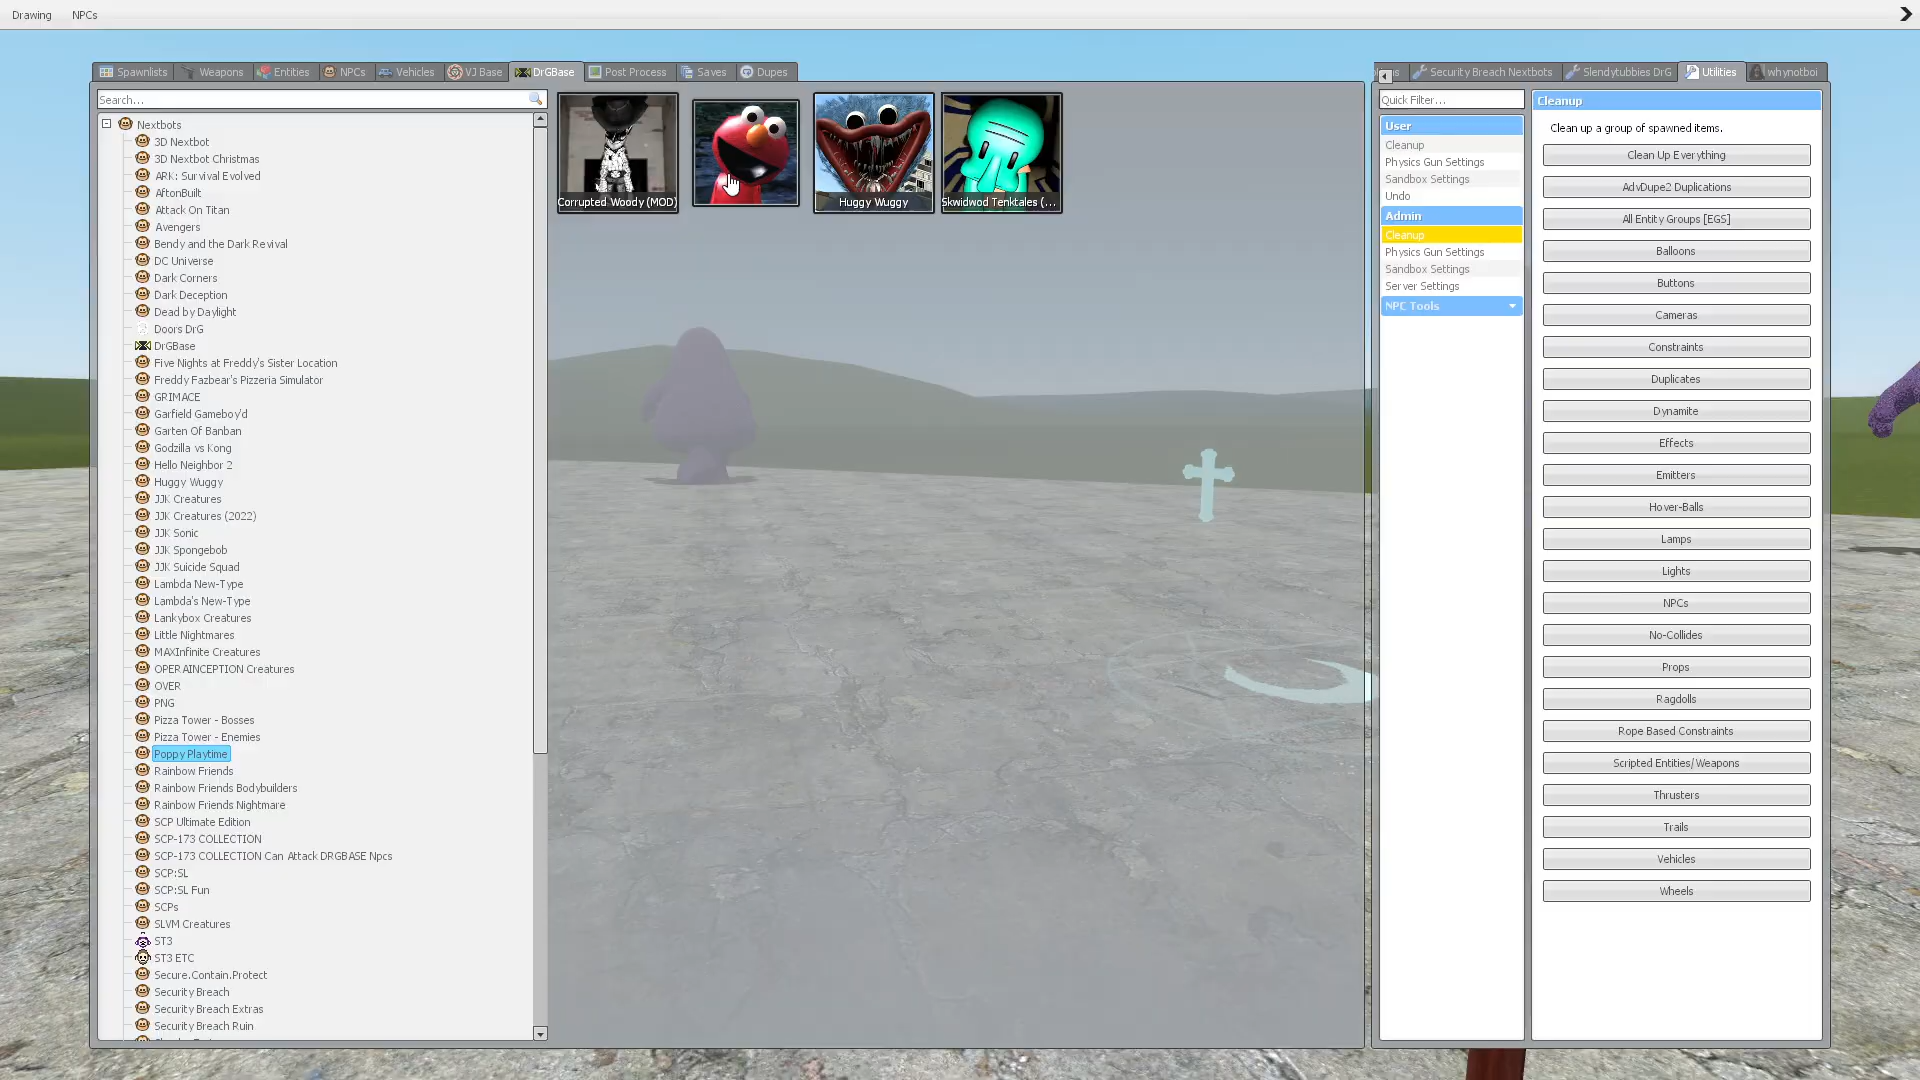 Drawing NPCs
Spawnlists Weapons Entities NPCs Vehicles VJ Base DrGBase Post Process Saves Dupes
Search...
Nextbots
3D Nextbot
3D Nextbot Christmas
ARK: Survival Evolved
AftonBuilt
Attack On Titan
Avengers
Bendy and the Dark Revival
DC Universe
Dark Corners
Dark Deception
Dead by Daylight
Doors DrG
DrGBase
Five Nights at Freddy's Sister Location
Freddy Fazbear's Pizzeria Simulator
GRIMACE
Garfield Gameboy'd
Garten Of Banban
Godzilla vs Kong
Hello Neighbor 2
Huggy Wuggy
JJK Creatures
JJK Creatures (2022)
JJK Sonic
JJK Spongebob
JJK Suicide Squad
Lambda New-Type
Lambda's New-Type
Lankybox Creatures
Little Nightmares
MAXInfinite Creatures
OPERAINCEPTION Creatures
OVER
PNG
Pizza Tower - Bosses
Pizza Tower - Enemies
Poppy Playtime
Rainbow Friends
Rainbow Friends Bodybuilders
Rainbow Friends Nightmare
SCP Ultimate Edition
SCP-173 COLLECTION
SCP-173 COLLECTION Can Attack DRGBASE Npcs
SCP:SL
SCP:SL Fun
SCPs
SLVM Creatures
ST3
ST3 ETC
Secure.Contain.Protect
Security Breach
Security Breach Extras
Security Breach Ruin
Corrupted Woody (MOD)
Huggy Wuggy
Skwidwod Tenktales (...
Security Breach Nextbots Slendytubbies DrG Utilities whynotboi
Quick Filter...
User
Cleanup
Physics Gun Settings
Sandbox Settings
Undo
Admin
Cleanup
Physics Gun Settings
Sandbox Settings
Server Settings
NPC Tools
Cleanup
Clean up a group of spawned items.
Clean Up Everything
AdvDupe2 Duplications
All Entity Groups [EGS]
Balloons
Buttons
Cameras
Constraints
Duplicates
Dynamite
Effects
Emitters
Hover-Balls
Lamps
Lights
NPCs
No-Collides
Props
Ragdolls
Rope Based Constraints
Scripted Entities/Weapons
Thrusters
Trails
Vehicles
Wheels